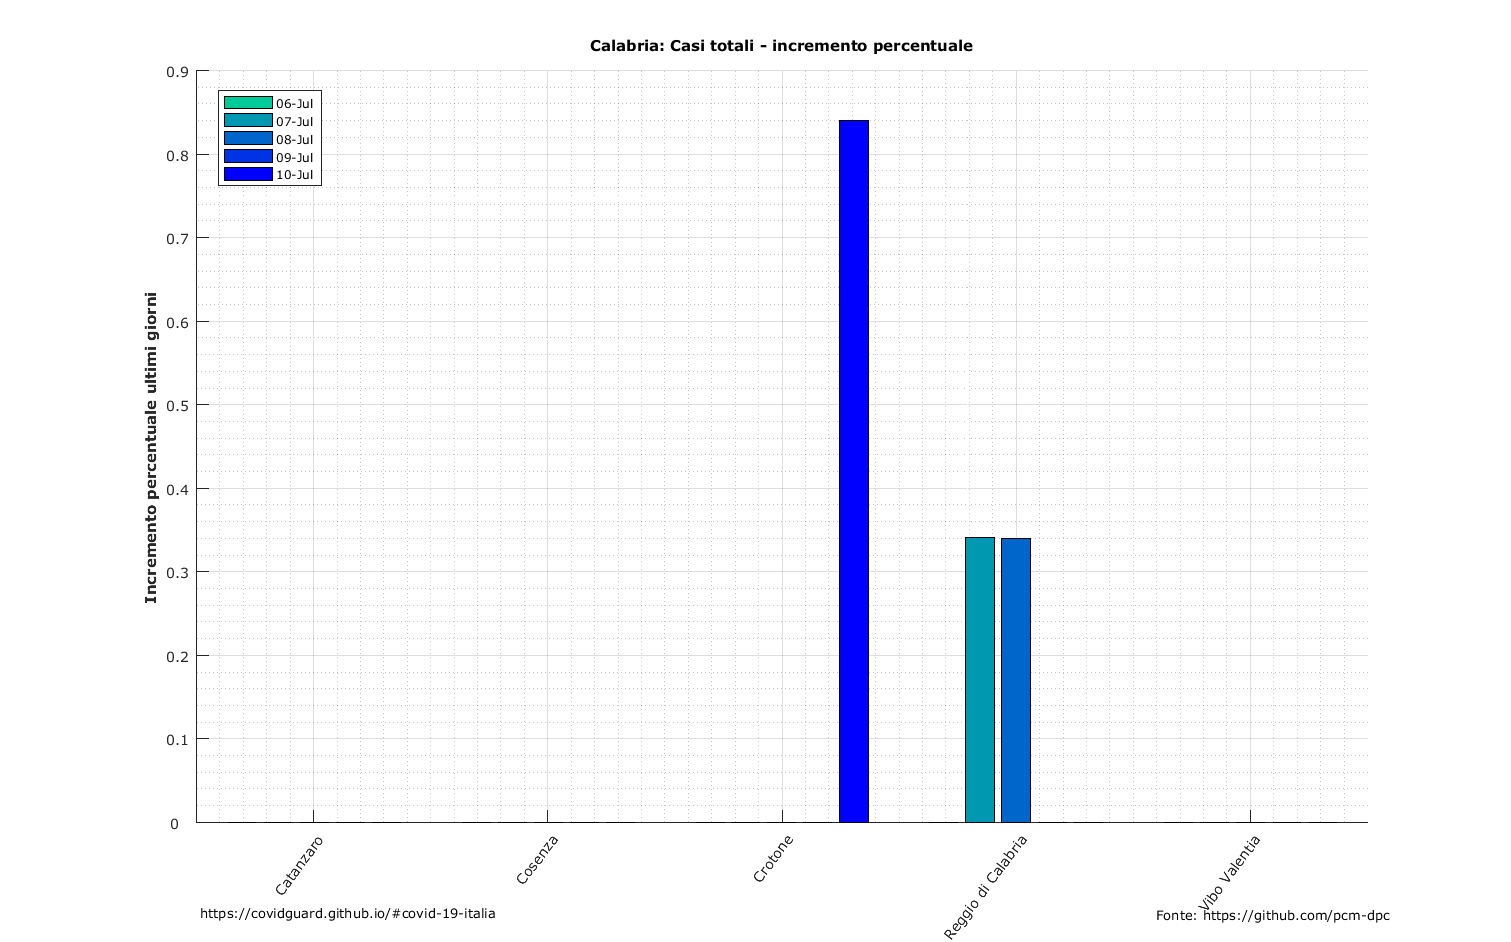 Calabria: Casi totali - incremento percentuale
0.9
0.8
0.7
0.6
0.5
0.4
0.3
0.2
0.1
0
Incremento percentuale ultimi giorni
06-Jul
07-Jul
08-Jul
09-Jul
10-Jul
Catanzaro
Cosenza
Crotone
Reggio di Calabria
Vibo Valentia
https://covidguard.github.io/#covid-19-italia
Fonte: https://github.com/pcm-dpc